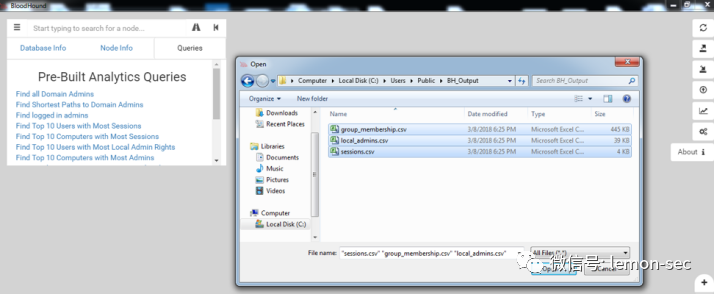 BloodHound
Start typing to search for a node...
Database Info
Node Info
Queries
Pre-Built Analytics Queries
Find all Domain Admins
Find Shortest Paths to Domain Admins
Find logged in admins
Find Top 10 Users with Most Sessions
Find Top 10 Computers with Most Sessions
Find Top 10 Users with Most Local Admin Rights
Find Top 10 Computers with Most Admins
Open
Computer
Local Disk (C:)
Users
Public
BH_Output
Search BH_Output
Organize
New folder
Downloads
Recent Places
Libraries
Documents
Music
Pictures
Videos
Computer
Local Disk (C:)
Name
Date modified
Type
Size
group_membership.csv 3/8/2018 6:25 PM Microsoft Excel C... 445 KB
local_admins.csv 3/8/2018 6:25 PM Microsoft Excel C... 39 KB
sessions.csv 3/8/2018 6:25 PM Microsoft Excel C... 4 KB
File name:
"sessions.csv" "group_membership.csv" "local_admins.csv"
All Files (*.*)
Cancel
微信号: lemon-sec
About